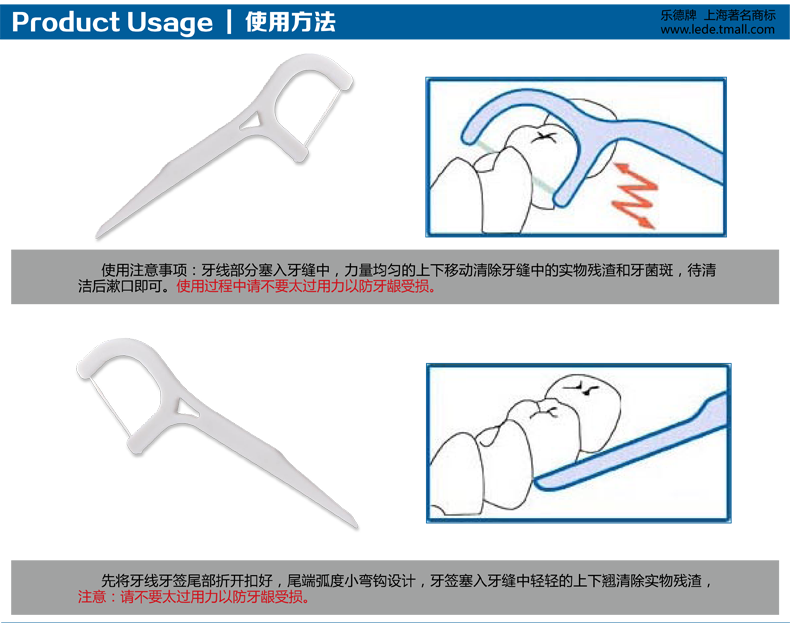 Product Usage | 使用方法
乐德牌 上海著名商标
www.lede.tmall.com
使用注意事项：牙线部分塞入牙缝中，力量均匀的上下移动清除牙缝中的实物残渣和牙菌斑，待清
洁后漱口即可。使用过程中请不要太过用力以防牙龈受损。
先将牙线牙签尾部折开扣好，尾端弧度小弯钩设计，牙签塞入牙缝中轻轻的上下翘清除实物残渣，
注意：请不要太过用力以防牙龈受损。